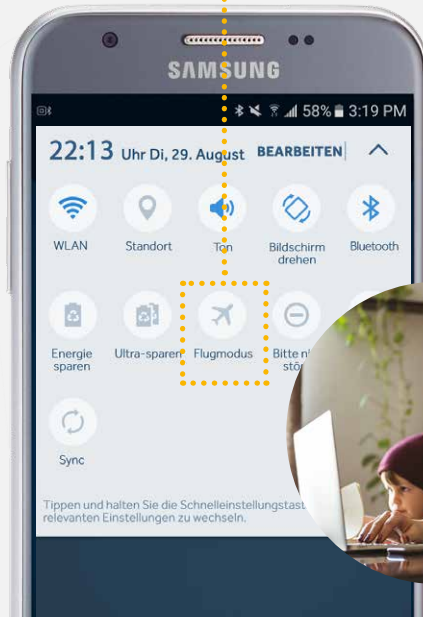 SAMSUNG
58% 3:19 PM
22:13 Uhr Di, 29. August BEARBEITEN
WLAN Standort Ton Bildschirm drehen Bluetooth
Energie sparen Ultra-sparen Flugmodus Bitte
Sync
Tippen und halten Sie die
relevanten Einstellungen zu wechseln.